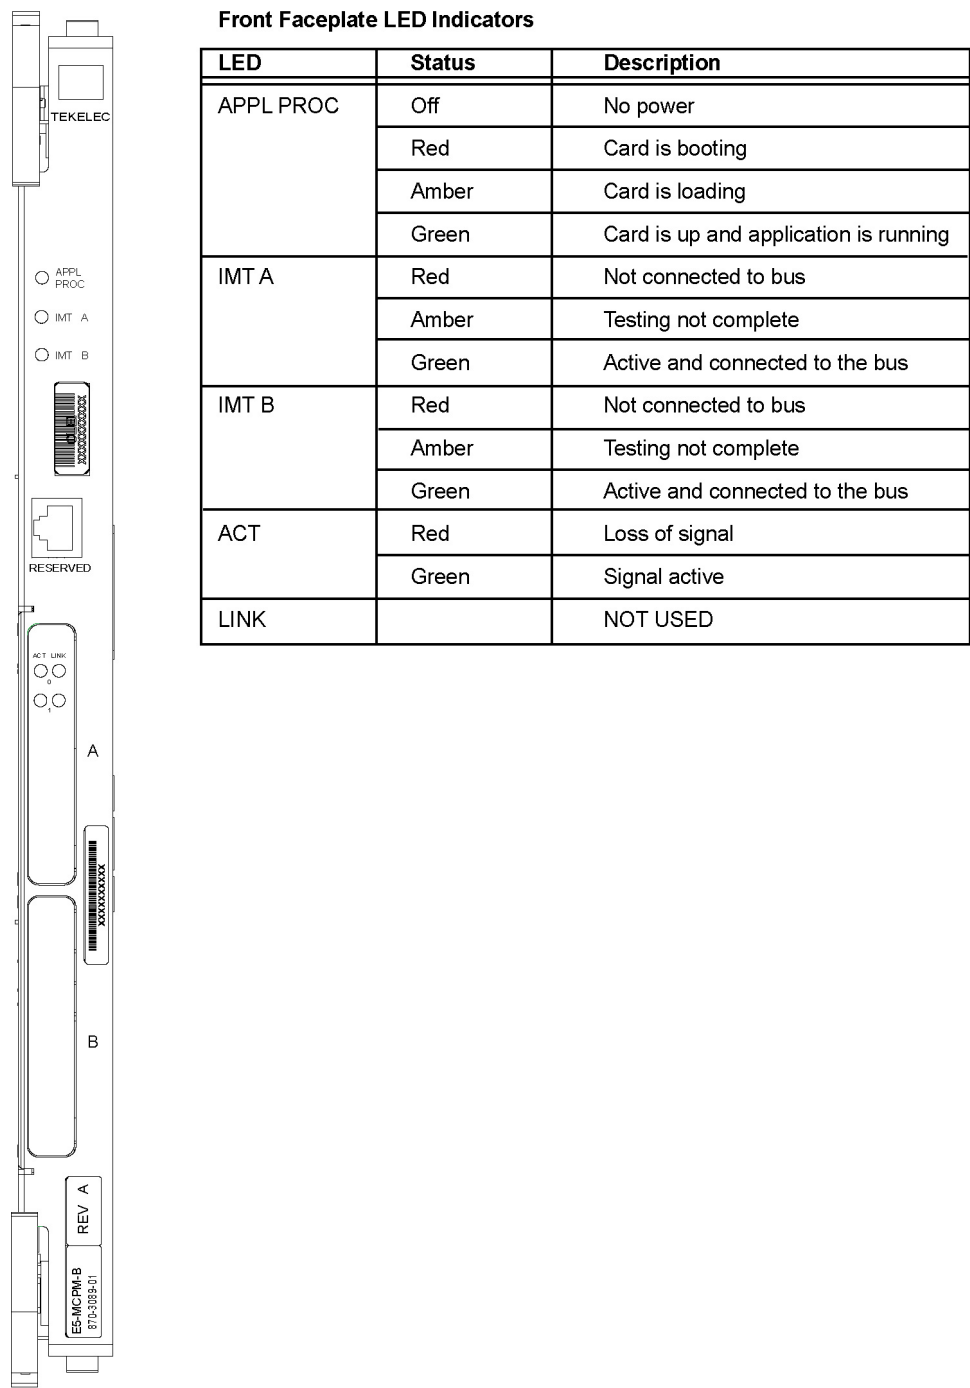 Front Faceplate LED Indicators
LED Status Description
APPL PROC Off No power
Red Card is booting
Amber Card is loading
Green Card is up and application is running
IMT A Red Not connected to bus
Amber Testing not complete
Green Active and connected to the bus
IMT B Red Not connected to bus
Amber Testing not complete
Green Active and connected to the bus
ACT Red Loss of signal
Green Signal active
LINK NOT USED
TEKELEC
APPL
PROC
IMT A
IMT B
XXXXXXXXXX
RESERVED
ACT LINK
0
1
A
XXXXXXXXXX
B
REV A
E5-MCPM-B
870-3089-01